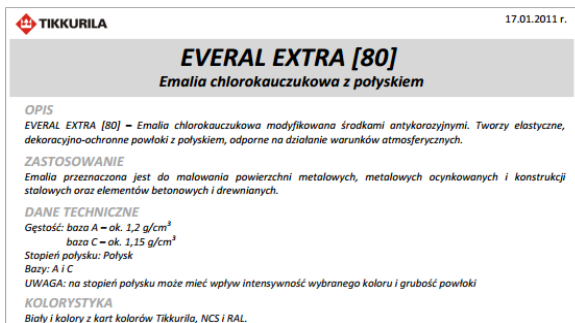 TIKKURILA
17.01.2011 r.
EVERAL EXTRA [80]
Emalia chlorokauczukowa z połyskiem
OPIS
EVERAL EXTRA [80] – Emalia chlorokauczukowa modyfikowana środkami antykorozyjnymi. Tworzy elastyczne,
dekoracyjno-ochronne powłoki z połyskiem, odporne na działanie warunków atmosferycznych.
ZASTOSOWANIE
Emalia przeznaczona jest do malowania powierzchni metalowych, metalowych ocynkowanych i konstrukcji
stalowych oraz elementów betonowych i drewnianych.
DANE TECHNICZNE
Gęstość: baza A – ok. 1,2 g/cm³
baza C – ok. 1,15 g/cm³
Stopień połysku: Połysk
Bazy: A i C
UWAGA: na stopień połysku może mieć wpływ intensywność wybranego koloru i grubość powłoki
KOLORYSTYKA
Biały i kolory z kart kolorów Tikkurila, NCS i RAL.